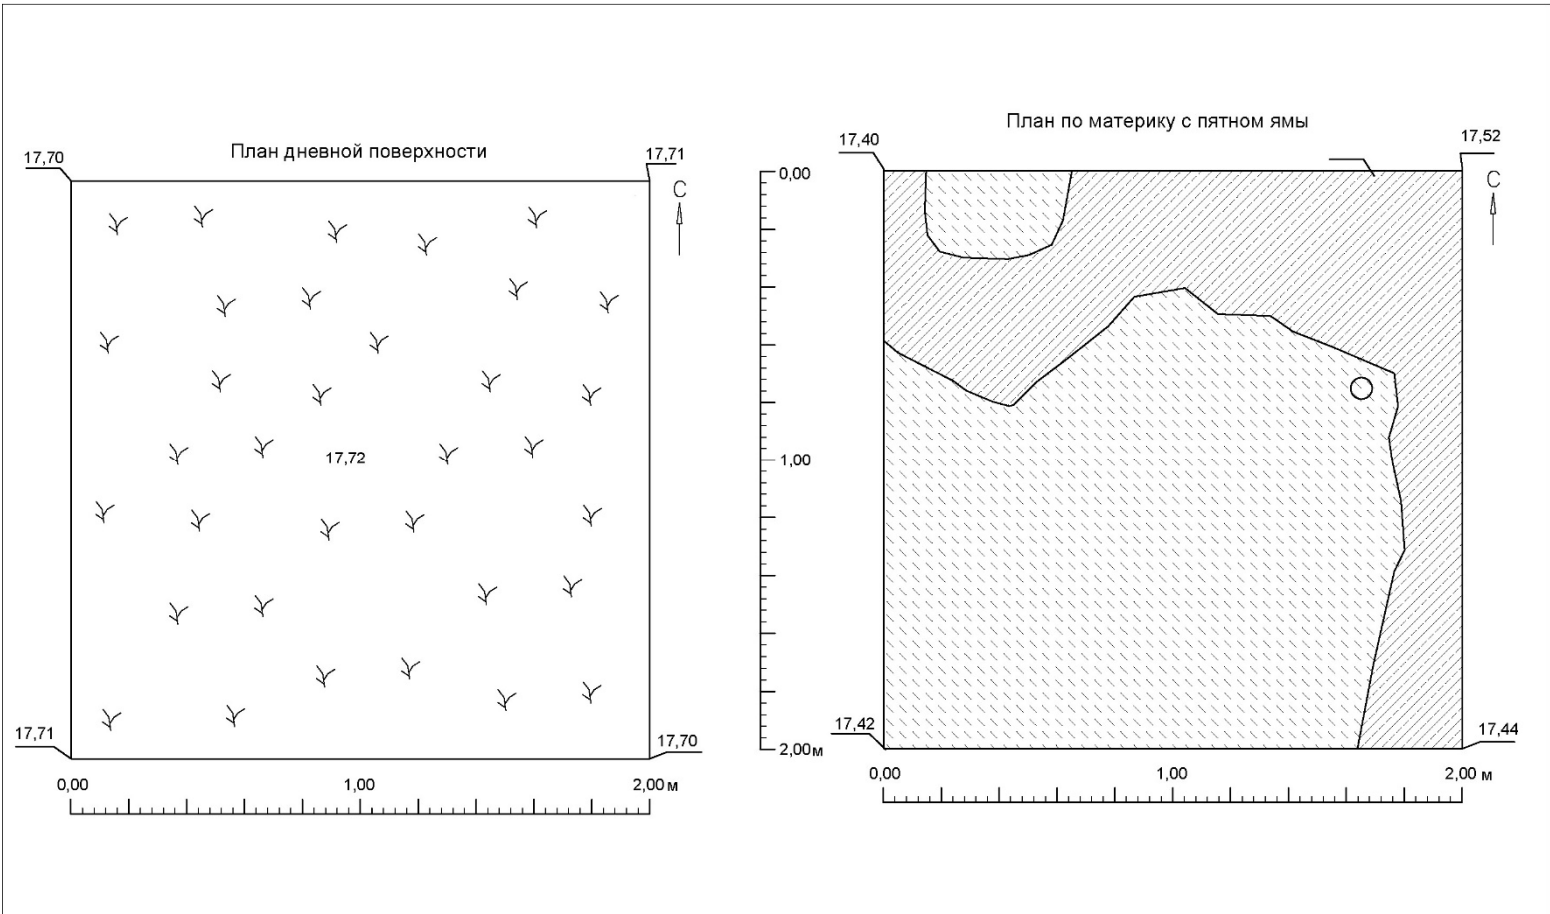 План дневной поверхности
17,70
17,71
С
17,72
17,71
17,70
0,00
1,00
2,00 м
0,00
1,00
2,00 м
План по материку с пятном ямы
17,40
17,52
С
17,42
17,44
0,00
1,00
2,00 м